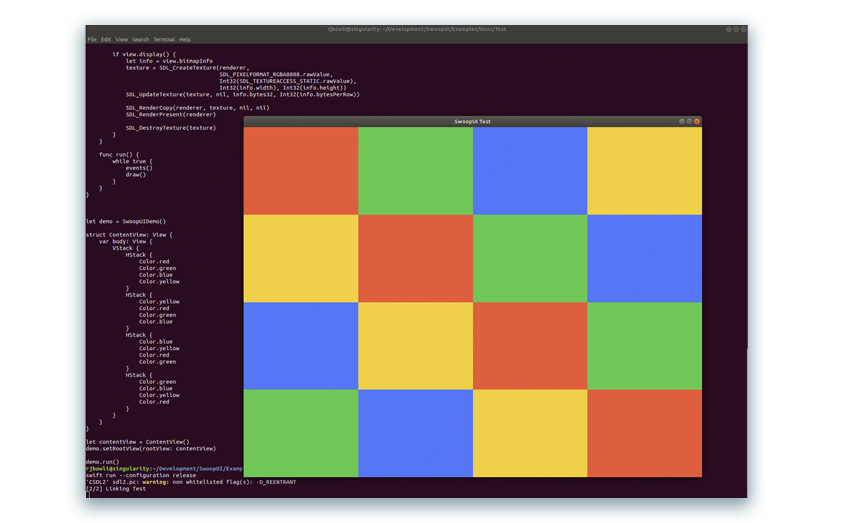 rjbowli@singularity: ~/Development/SwoopUI/Examples/linux/Test
File Edit View Search Terminal Help
if view.display() {
let info = view.bitmapInfo
texture = SDL_CreateTexture(renderer,
SDL_PIXELFORMAT_RGBA8888.rawValue,
Int32(SDL_TEXTUREACCESS_STATIC.rawValue),
Int32(info.width), Int32(info.height))
SDL_UpdateTexture(texture, nil, info.bytes32, Int32(info.bytesPerRow))
SDL_RenderCopy(renderer, texture, nil, nil)
SDL_RenderPresent(renderer)
SDL_DestroyTexture(texture)
}
}
func run() {
while true {
events()
draw()
}
}
}
let demo = SwoopUIDemo()
struct ContentView: View {
var body: View {
VStack {
HStack {
Color.red
Color.green
Color.blue
Color.yellow
}
HStack {
Color.yellow
Color.red
Color.green
Color.blue
}
HStack {
Color.blue
Color.yellow
Color.red
Color.green
}
HStack {
Color.green
Color.blue
Color.yellow
Color.red
}
}
}
}
let contentView = ContentView()
demo.setRootView(rootView: contentView)
demo.run()
rjbowli@singularity:~/Development/SwoopUI/Examp
swift run --configuration release
'CSDL2' sdl2.pc: warning: non whitelisted flag(s): -D_REENTRANT
[2/2] Linking Test
SwoopUI Test